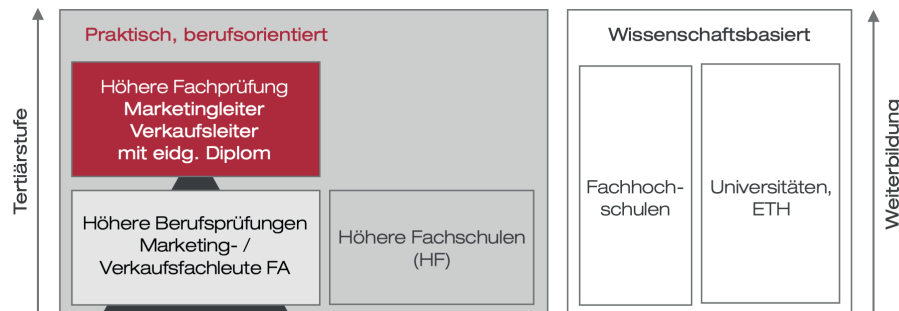 Praktisch, berufsorientiert
Höhere Fachprüfung
Marketingleiter
Verkaufsleiter
mit eidg. Diplom
Höhere Berufsprüfungen
Marketing- /
Verkaufsfachleute FA
Höhere Fachschulen
(HF)
Wissenschaftsbasiert
Fachhoch-
schulen
Universitäten,
ETH
Tertiärstufe
Weiterbildung